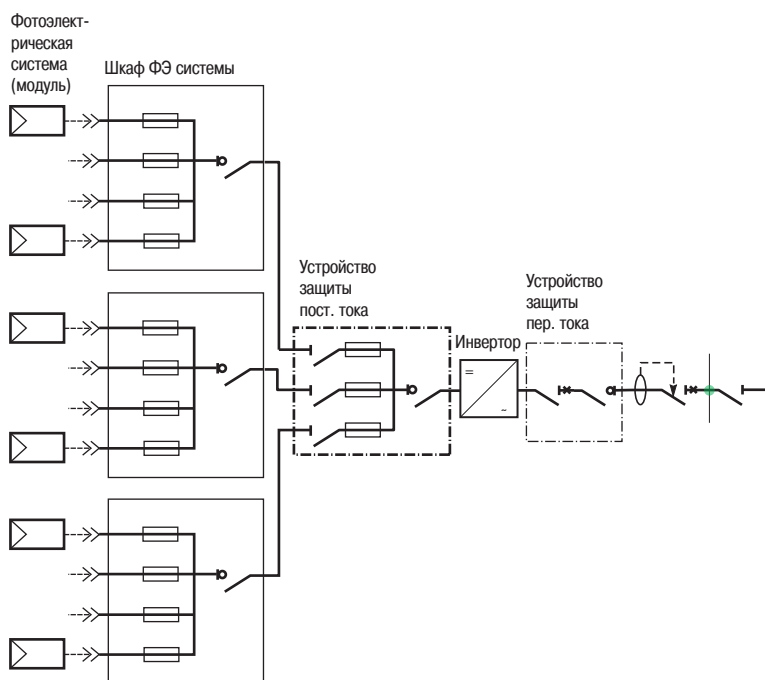 Фотоэлект-
рическая
система
(модуль)
Шкаф ФЭ системы
Устройство
защиты
пост. тока
Инвертор
Устройство
защиты
пер. тока
=
~